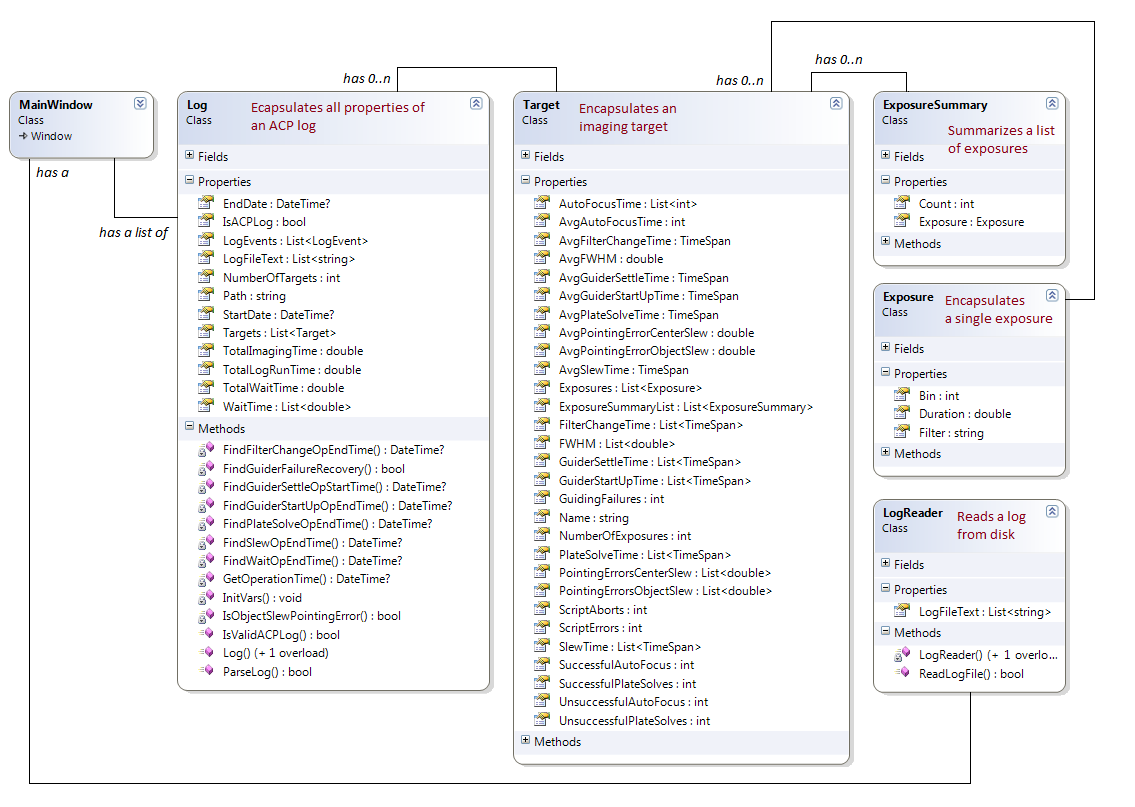 has 0..n
has 0..n
has 0..n
MainWindow
Class
Window
has a
has a list of
Log
Class
Ecapsulates all properties of
an ACP log
Fields
Properties
EndDate : DateTime?
IsACPLog : bool
LogEvents : List<LogEvent>
LogFileText : List<string>
NumberOfTargets : int
Path : string
StartDate : DateTime?
Targets : List<Target>
TotalImagingTime : double
TotalLogRunTime : double
TotalWaitTime : double
WaitTime : List<double>
Methods
FindFilterChangeOpEndTime() : DateTime?
FindGuiderFailureRecovery() : bool
FindGuiderSettleOpStartTime() : DateTime?
FindGuiderStartUpOpEndTime() : DateTime?
FindPlateSolveOpEndTime() : DateTime?
FindSlewOpEndTime() : DateTime?
FindWaitOpEndTime() : DateTime?
GetOperationTime() : DateTime?
InitVars() : void
IsObjectSlewPointingError() : bool
IsValidACPLog() : bool
Log() (+ 1 overload)
ParseLog() : bool
Target
Class
Encapsulates an
imaging target
Fields
Properties
AutoFocusTime : List<int>
AvgAutoFocusTime : int
AvgFilterChangeTime : TimeSpan
AvgFWHM : double
AvgGuiderSettleTime : TimeSpan
AvgGuiderStartUpTime : TimeSpan
AvgPlateSolveTime : TimeSpan
AvgPointingErrorCenterSlew : double
AvgPointingErrorObjectSlew : double
AvgSlewTime : TimeSpan
Exposures : List<Exposure>
ExposureSummaryList : List<ExposureSummary>
FilterChangeTime : List<TimeSpan>
FWHM : List<double>
GuiderSettleTime : List<TimeSpan>
GuiderStartUpTime : List<TimeSpan>
GuidingFailures : int
Name : string
NumberOfExposures : int
PlateSolveTime : List<TimeSpan>
PointingErrorsCenterSlew : List<double>
PointingErrorsObjectSlew : List<double>
ScriptAborts : int
ScriptErrors : int
SlewTime : List<TimeSpan>
SuccessfulAutoFocus : int
SuccessfulPlateSolves : int
UnsuccessfulAutoFocus : int
UnsuccessfulPlateSolves : int
Methods
ExposureSummary
Class
Summarizes a list
of exposures
Fields
Properties
Count : int
Exposure : Exposure
Methods
Exposure
Class
Encapsulates
a single exposure
Fields
Properties
Bin : int
Duration : double
Filter : string
Methods
LogReader
Class
Reads a log
from disk
Fields
Properties
LogFileText : List<string>
Methods
LogReader() (+ 1 overlo...
ReadLogFile() : bool